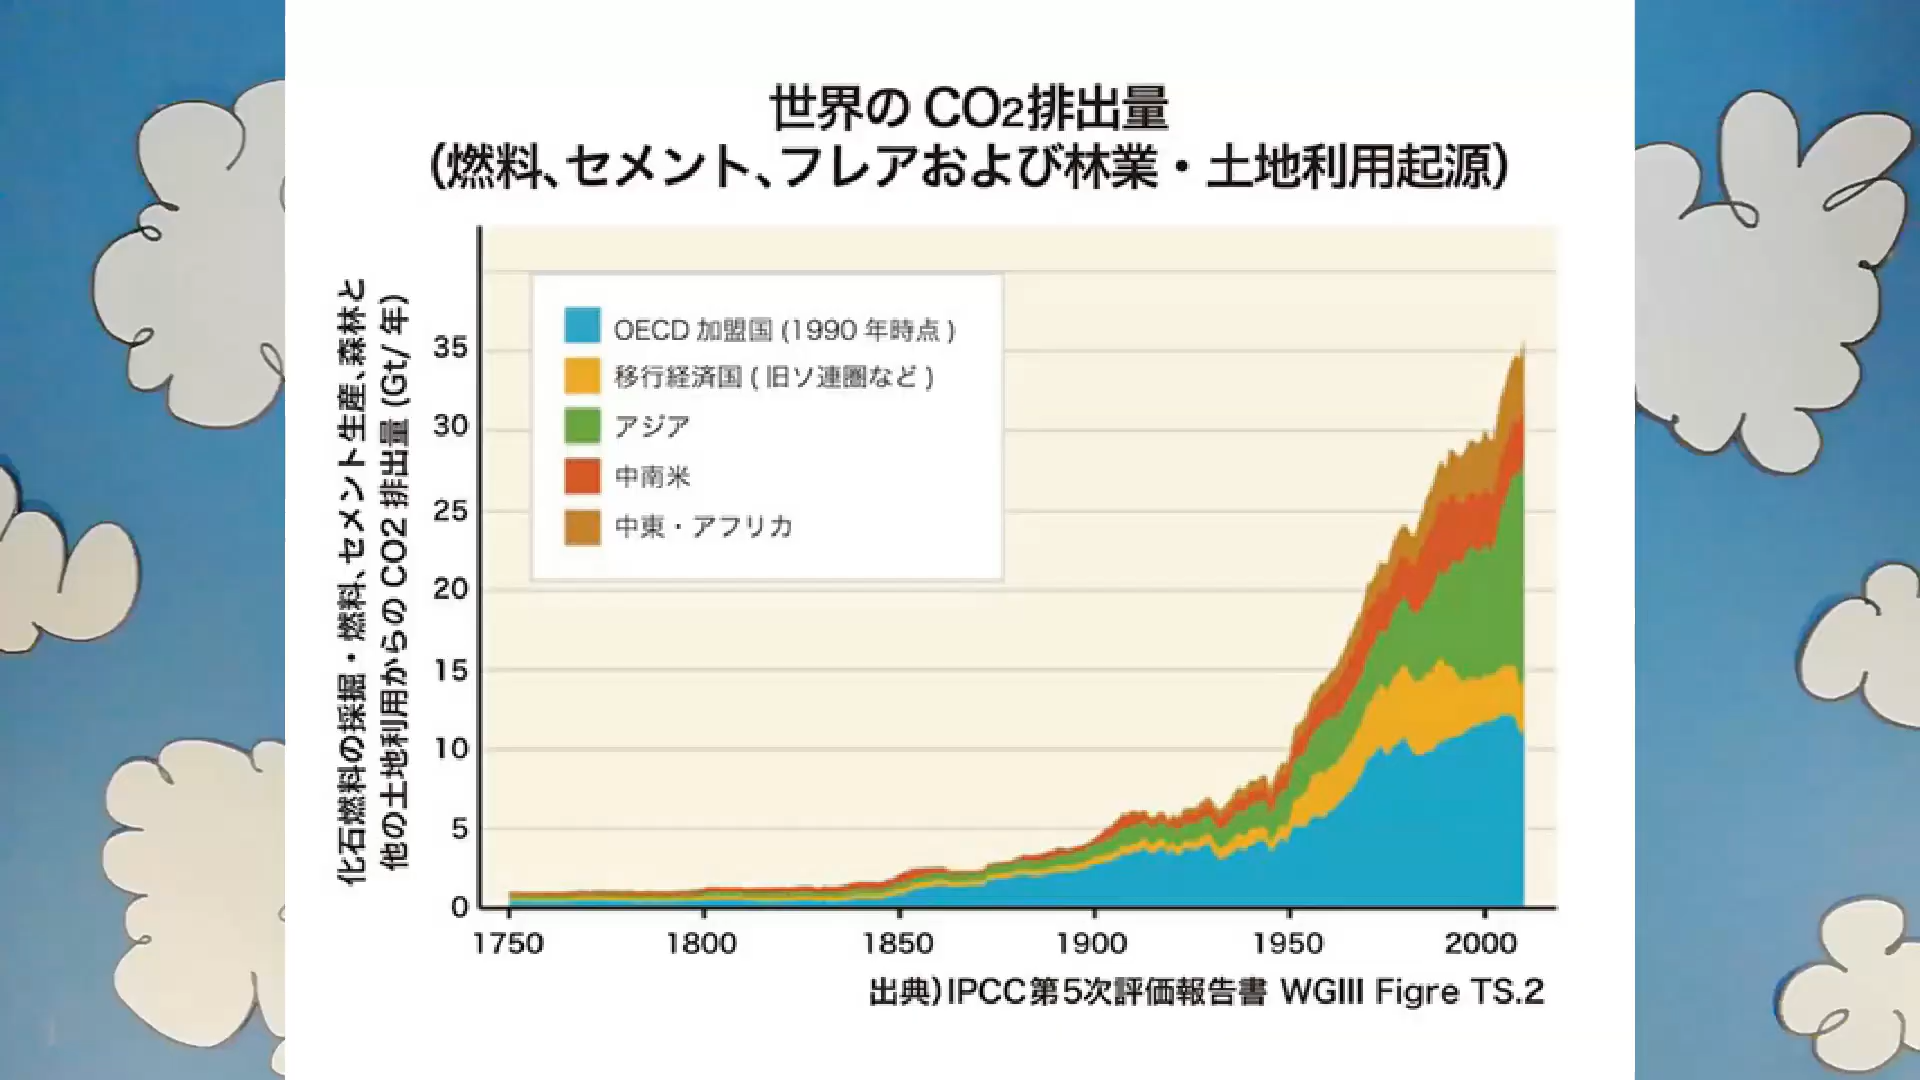 世界の CO2排出量
(燃料、セメント、フレアおよび林業・土地利用起源)
化石燃料の採掘・燃料、セメント生産、森林と
他の土地利用からの CO2 排出量 (Gt/ 年)
35
30
25
20
15
10
5
0
OECD 加盟国 (1990 年時点 )
移行経済国 ( 旧ソ連圏など )
アジア
中南米
中東・アフリカ
1750 1800 1850 1900 1950 2000
出典)IPCC第5次評価報告書 WGIII Figre TS.2